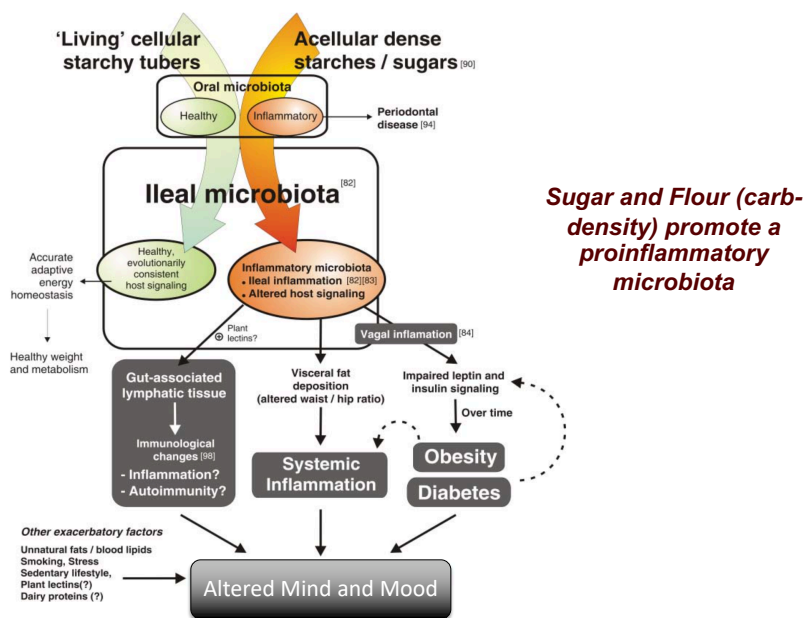 'Living' cellular
starchy tubers
Acellular dense
starches / sugars [90]
Oral microbiota
Healthy
Inflammatory
Periodontal
disease [94]
Ileal microbiota [82]
Healthy,
evolutionarily
consistent
host signaling
Inflammatory microbiota
• Ileal inflammation [82][83]
• Altered host signaling
Accurate
adaptive
energy
homeostasis
Healthy weight
and metabolism
Plant
lectins?
Vagal inflamation [84]
Gut-associated
lymphatic tissue
Immunological
changes [98]
- Inflammation?
- Autoimmunity?
Visceral fat
deposition
(altered waist / hip ratio)
Impaired leptin and
insulin signaling
Over time
Systemic
Inflammation
Obesity
Diabetes
Other exacerbatory factors
Unnatural fats / blood lipids
Smoking, Stress
Sedentary lifestyle,
Plant lectins(?)
Dairy proteins (?)
Altered Mind and Mood
Sugar and Flour (carb-
density) promote a
proinflammatory
microbiota